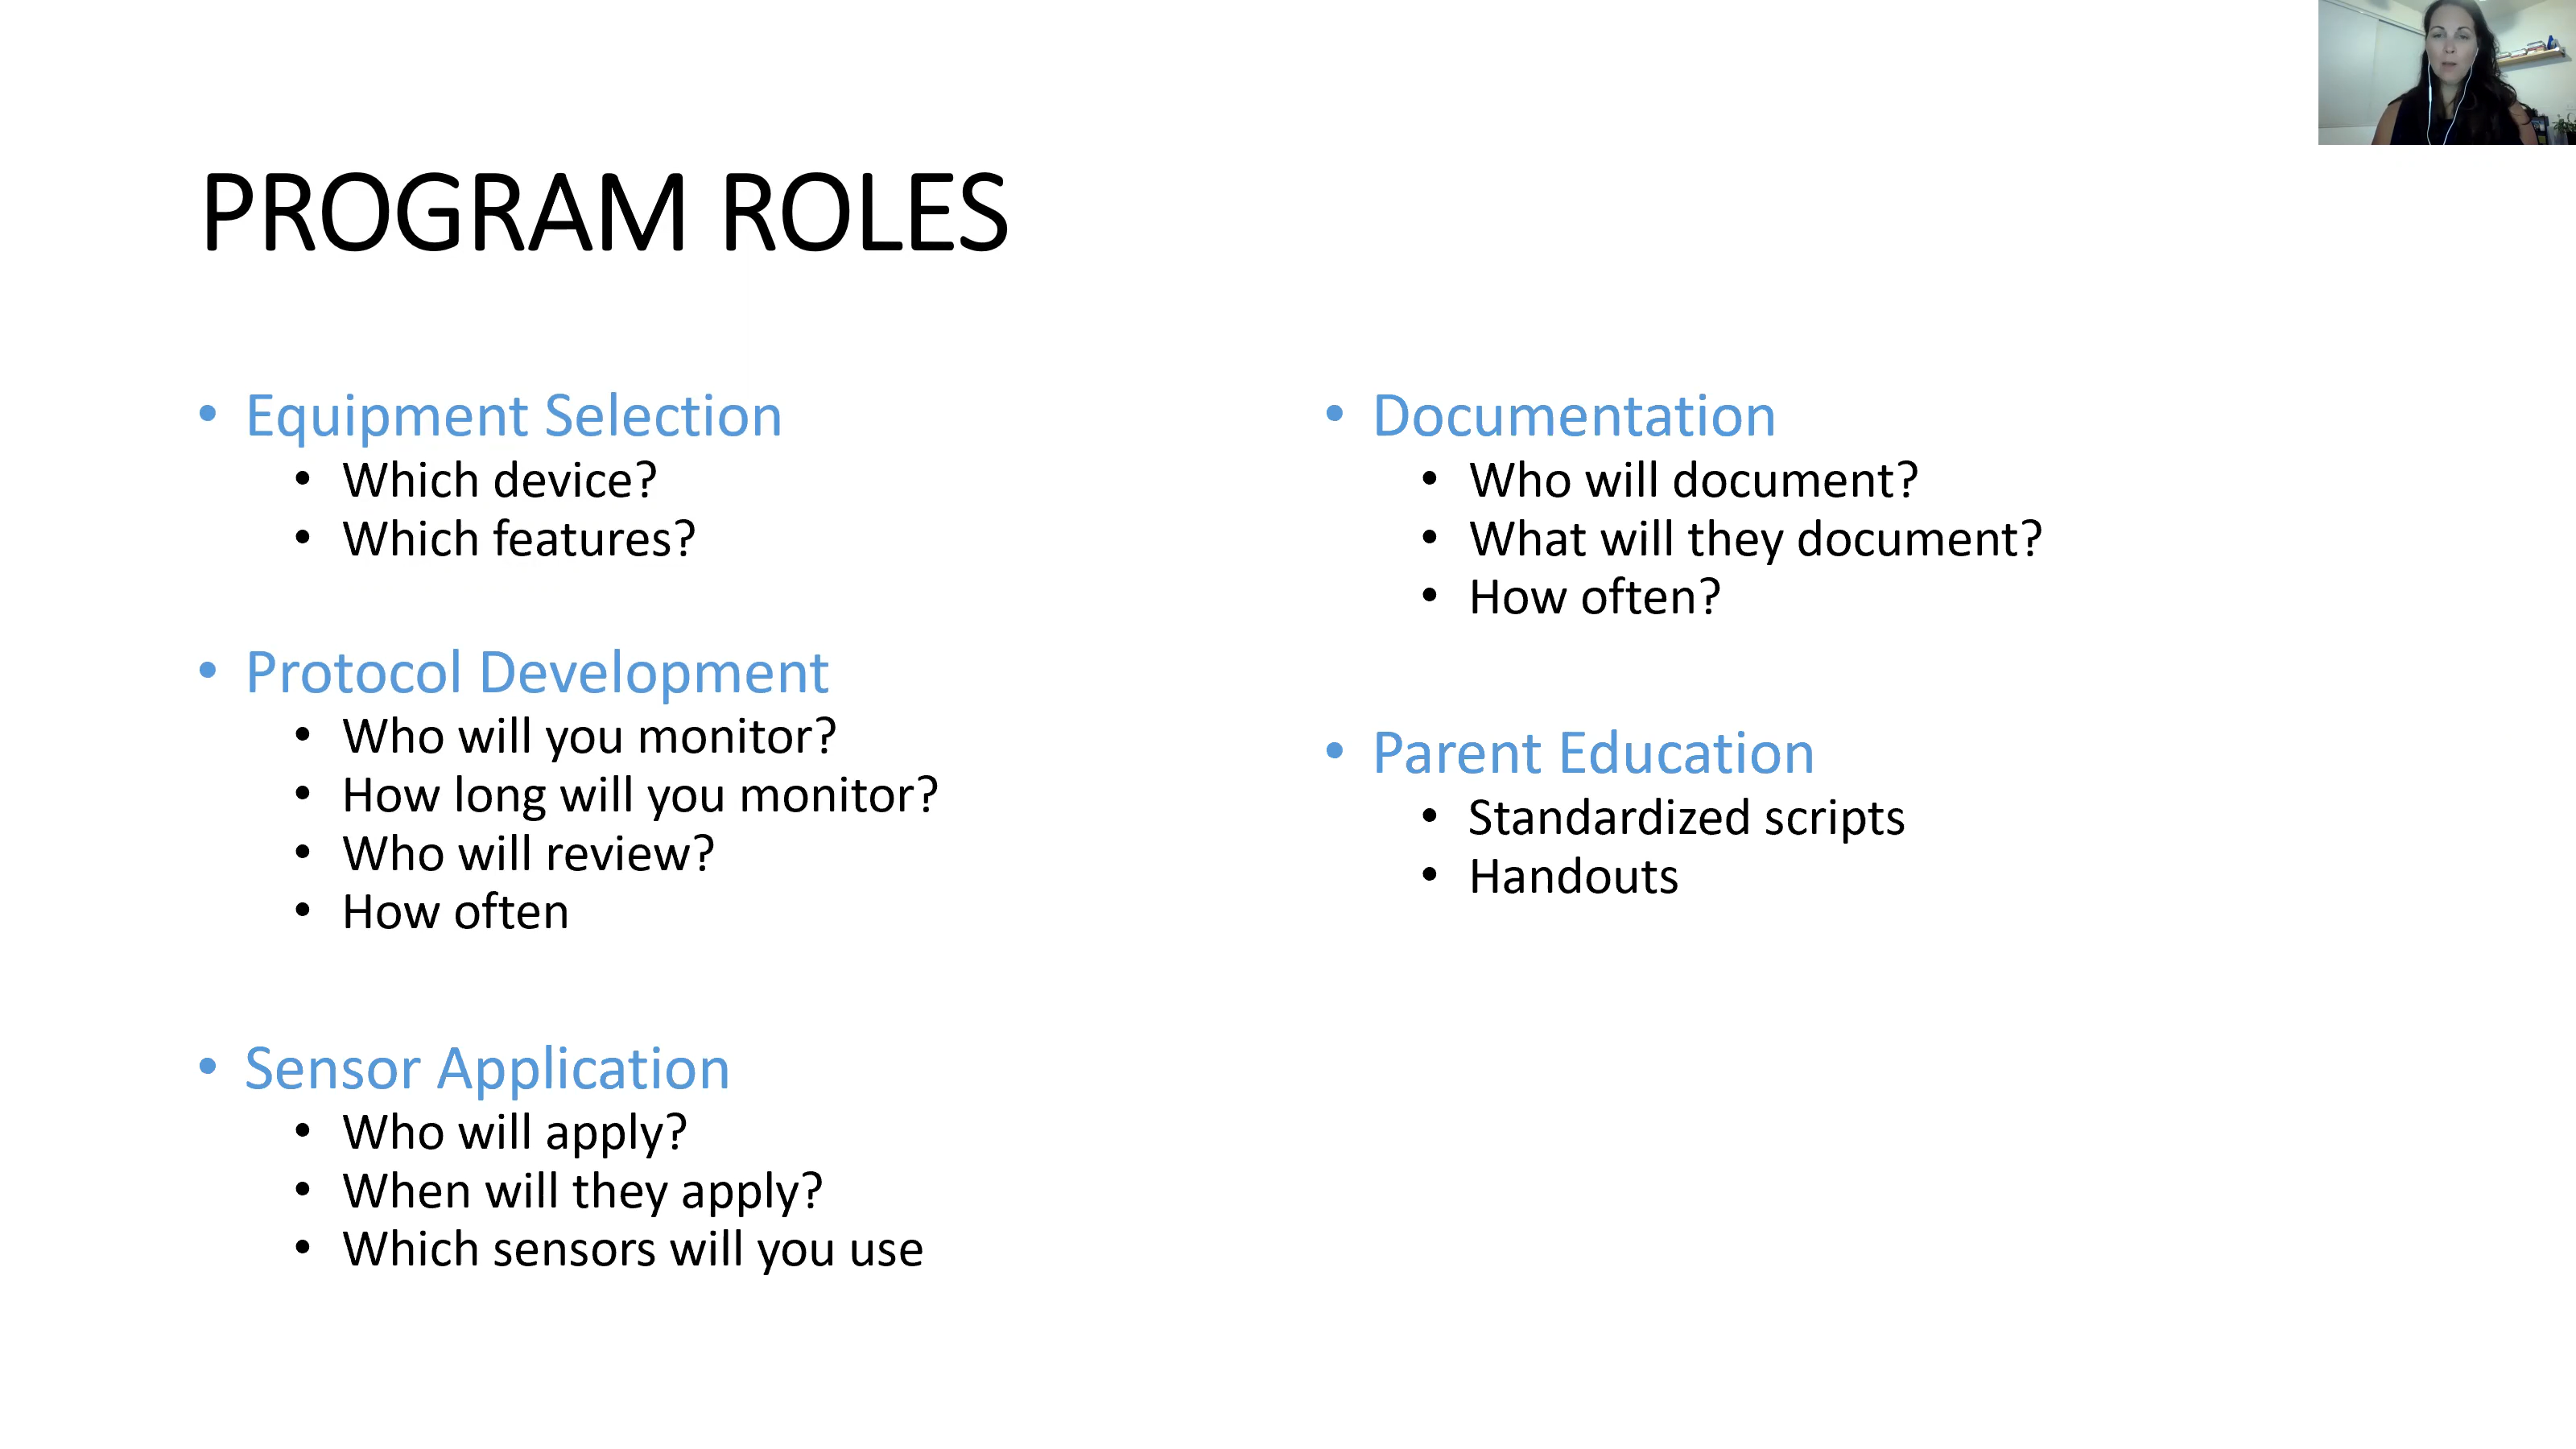 PROGRAM ROLES
• Equipment Selection
• Which device?
• Which features?
• Protocol Development
• Who will you monitor?
• How long will you monitor?
• Who will review?
• How often
• Sensor Application
• Who will apply?
• When will they apply?
• Which sensors will you use
• Documentation
• Who will document?
• What will they document?
• How often?
• Parent Education
• Standardized scripts
• Handouts